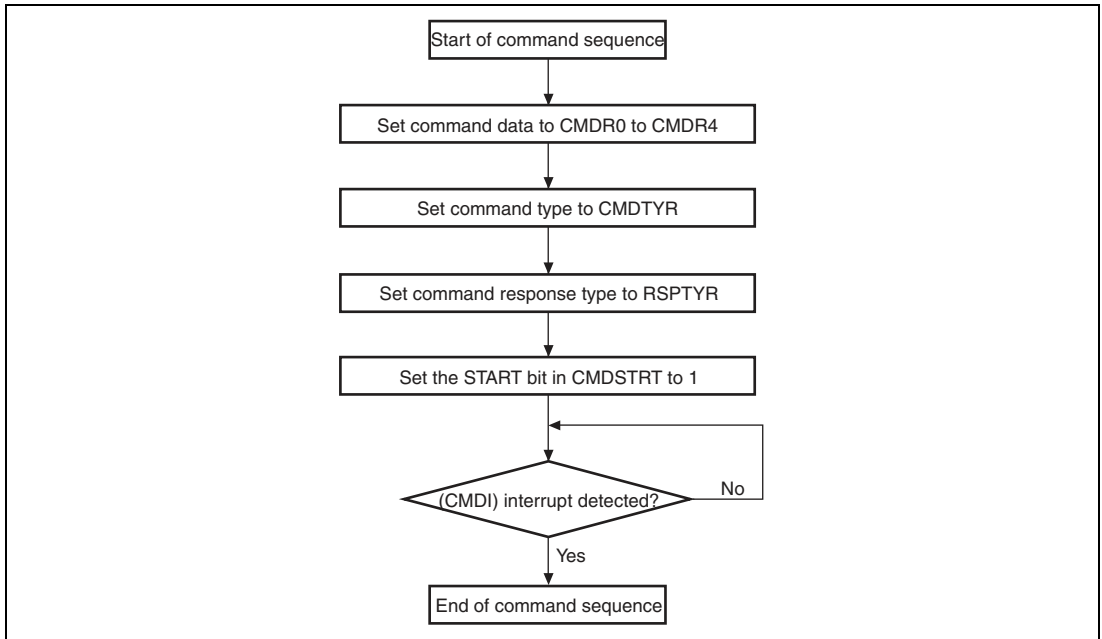 Start of command sequence
Set command data to CMDR0 to CMDR4
Set command type to CMDTYR
Set command response type to RSPTYR
Set the START bit in CMDSTRT to 1
(CMDI) interrupt detected?
No
Yes
End of command sequence